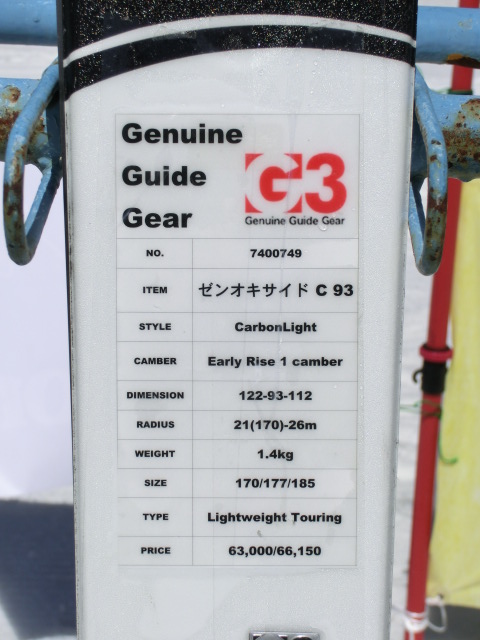 Genuine
Guide
Gear
G3
Genuine Guide Gear
NO. 7400749
ITEM ゼンオキサイド C 93
STYLE CarbonLight
CAMBER Early Rise 1 camber
DIMENSION 122-93-112
RADIUS 21(170)-26m
WEIGHT 1.4kg
SIZE 170/177/185
TYPE Lightweight Touring
PRICE 63,000/66,150